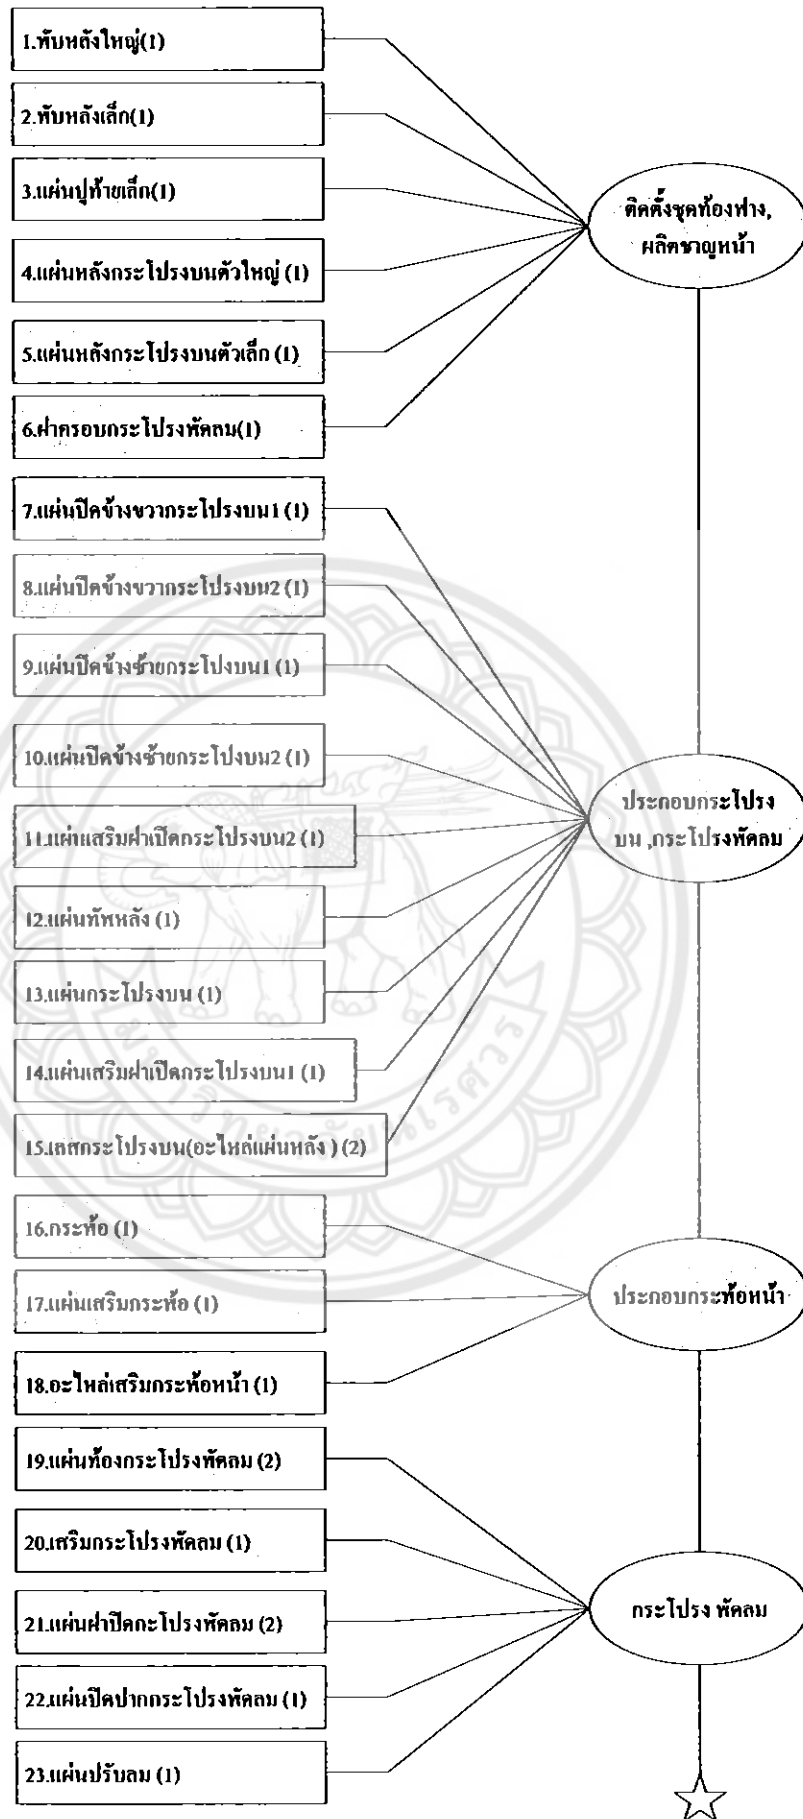 1.ทับหลังใหญ่(1)
2.ทับหลังเล็ก(1)
3.แผ่นปูท้ายเล็ก(1)
4.แผ่นหลังกระโปรงบนตัวใหญ่ (1)
5.แผ่นหลังกระโปรงบนตัวเล็ก (1)
6.ฝาครอบกระโปรงพัดลม(1)
ติดตั้งชุดท้องฟาง,
ผลิตชาญหน้า
7.แผ่นปิดข้างขวากระโปรงบน1 (1)
8.แผ่นปิดข้างขวากระโปรงบน2 (1)
9.แผ่นปิดข้างซ้ายกระโปงบน1 (1)
10.แผ่นปิดข้างซ้ายกระโปงบน2 (1)
11.แผ่นเสริมฝาเปิดกระโปรงบน2 (1)
12.แผ่นทัพหลัง (1)
13.แผ่นกระโปรงบน (1)
14.แผ่นเสริมฝาเปิดกระโปรงบน1 (1)
15.เลสกระโปรงบน(อะไหล่แผ่นหลัง ) (2)
ประกอบกระโปรง
บน ,กระโปรงพัดลม
16.กระท้อ (1)
17.แผ่นเสริมกระท้อ (1)
18.อะไหล่เสริมกระท้อหน้า (1)
ประกอบกระท้อหน้า
19.แผ่นท้องกระโปรงพัดลม (2)
20.เสริมกระโปรงพัดลม (1)
21.แผ่นฝาปิดกะโปรงพัดลม (2)
22.แผ่นปิดปากกระโปรงพัดลม (1)
23.แผ่นปรับลม (1)
กระโปรง พัดลม
มหาวิทยาลัยนเรศวร